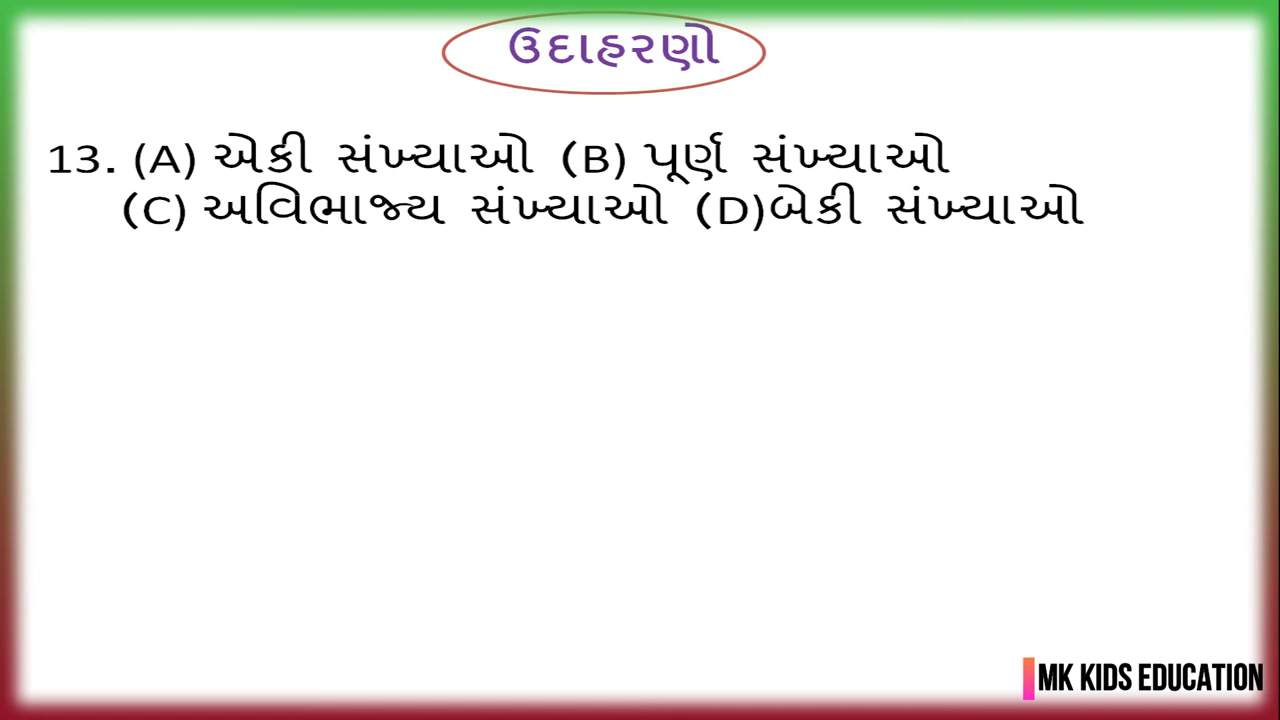 ઉદાહરણો
13. (A) એકી સંખ્યાઓ (B) પૂર્ણ સંખ્યાઓ
(C) અવિભાજ્ય સંખ્યાઓ (D)બેકી સંખ્યાઓ
MK KIDS EDUCATION